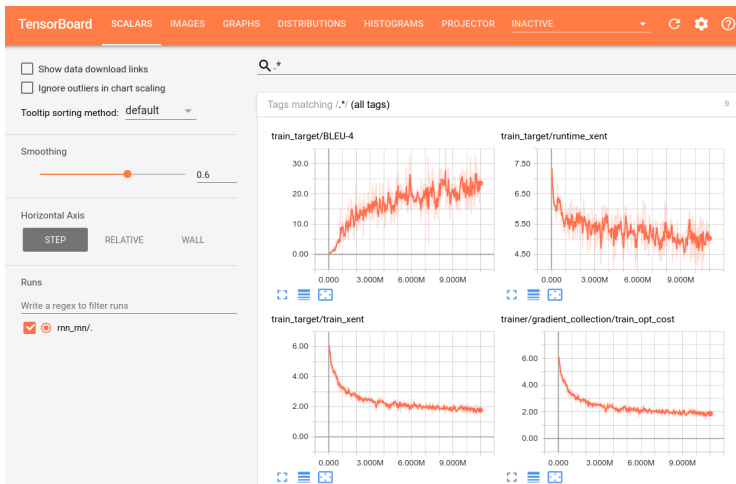 TensorBoard SCALARS IMAGES GRAPHS DISTRIBUTIONS HISTOGRAMS PROJECTOR INACTIVE
Show data download links
Ignore outliers in chart scaling
Tooltip sorting method: default
Smoothing
0.6
Horizontal Axis
STEP RELATIVE WALL
Runs
Write a regex to filter runs
rnn_rnn/.
.*
Tags matching /.*/ (all tags) 9
train_target/BLEU-4
30.0
20.0
10.0
0.00
0.000 3.000M 6.000M 9.000M
train_target/runtime_xent
7.50
6.50
5.50
4.50
0.000 3.000M 6.000M 9.000M
train_target/train_xent
6.00
4.00
2.00
0.00
0.000 3.000M 6.000M 9.000M
trainer/gradient_collection/train_opt_cost
6.00
4.00
2.00
0.00
0.000 3.000M 6.000M 9.000M